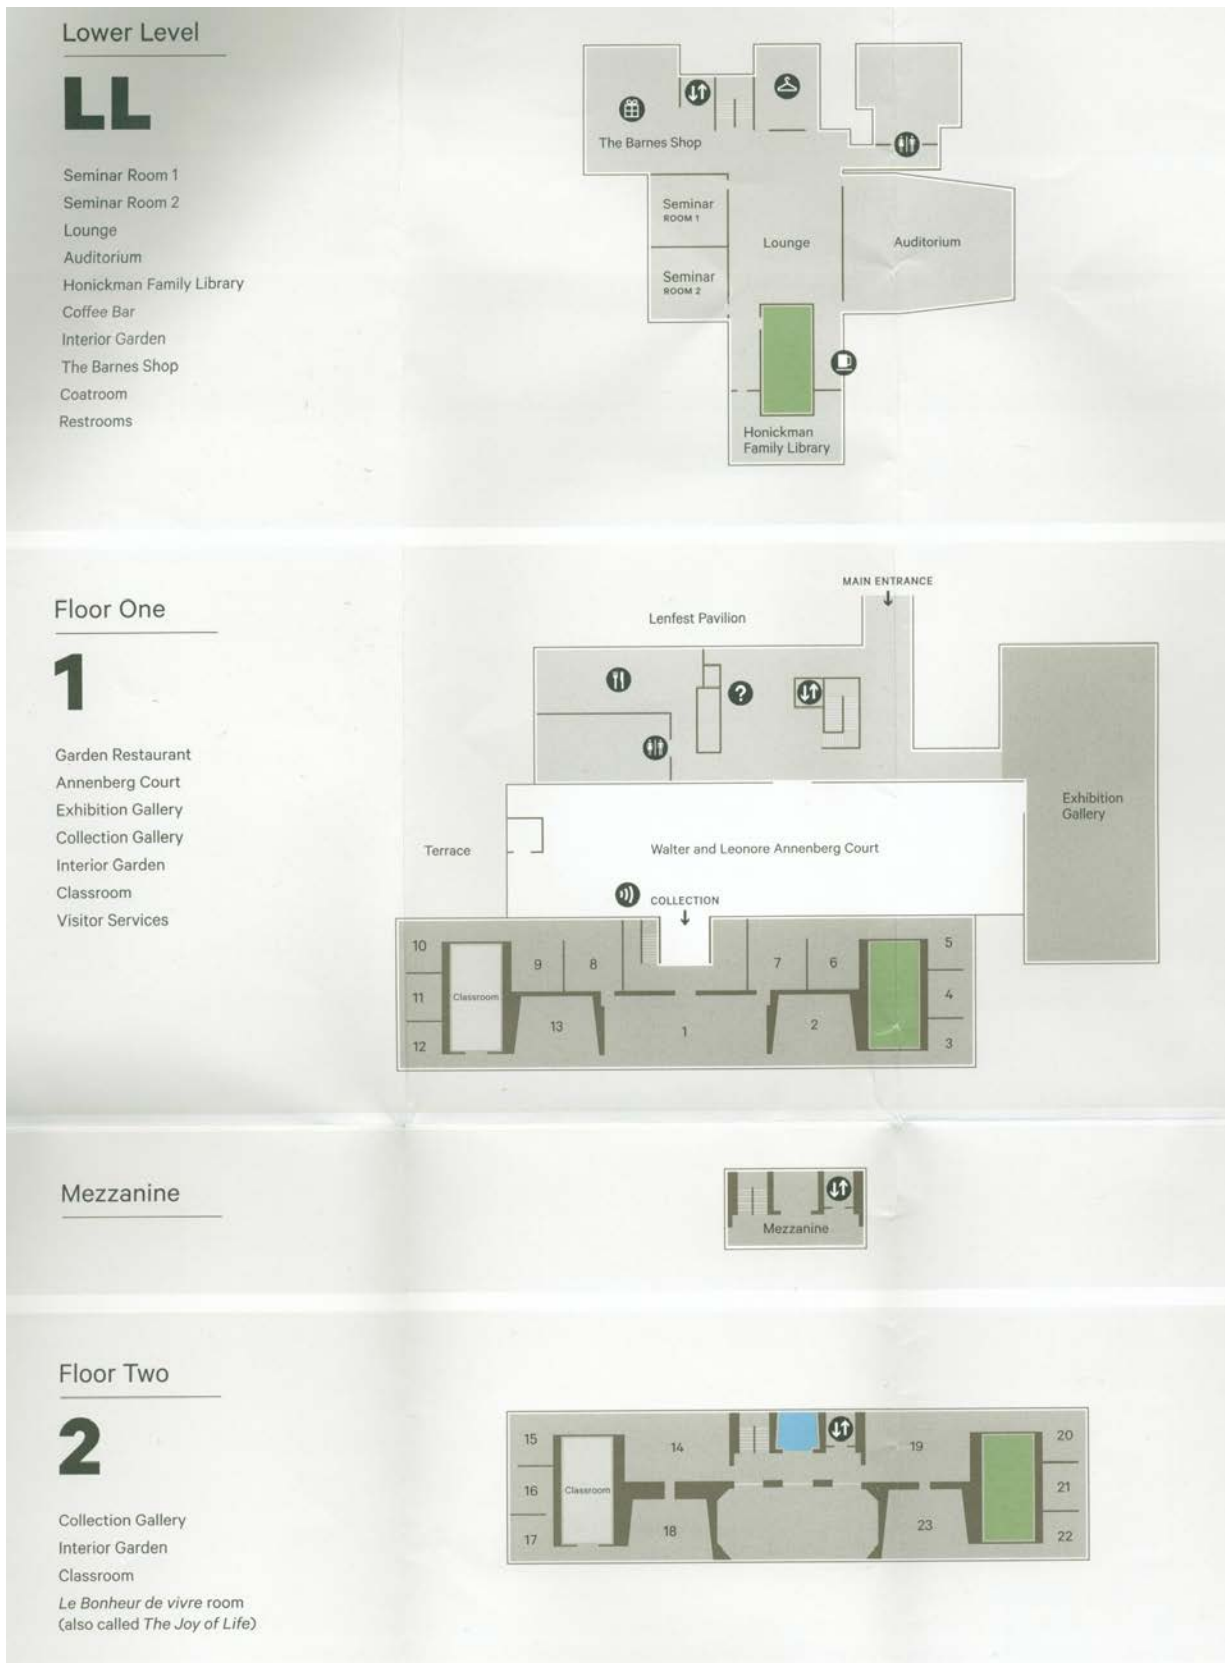 Lower Level
LL
Seminar Room 1
Seminar Room 2
Lounge
Auditorium
Honickman Family Library
Coffee Bar
Interior Garden
The Barnes Shop
Coatroom
Restrooms
The Barnes Shop
Seminar
ROOM 1
Seminar
ROOM 2
Lounge
Auditorium
Honickman
Family Library
Floor One
1
Garden Restaurant
Annenberg Court
Exhibition Gallery
Collection Gallery
Interior Garden
Classroom
Visitor Services
MAIN ENTRANCE
Lenfest Pavilion
?
Exhibition
Gallery
Terrace
Walter and Leonore Annenberg Court
COLLECTION
10
9
8
7
6
5
11
Classroom
4
13
1
2
12
3
Mezzanine
Mezzanine
Floor Two
2
Collection Gallery
Interior Garden
Classroom
Le Bonheur de vivre room
(also called The Joy of Life)
15
14
19
20
16
Classroom
21
17
18
23
22